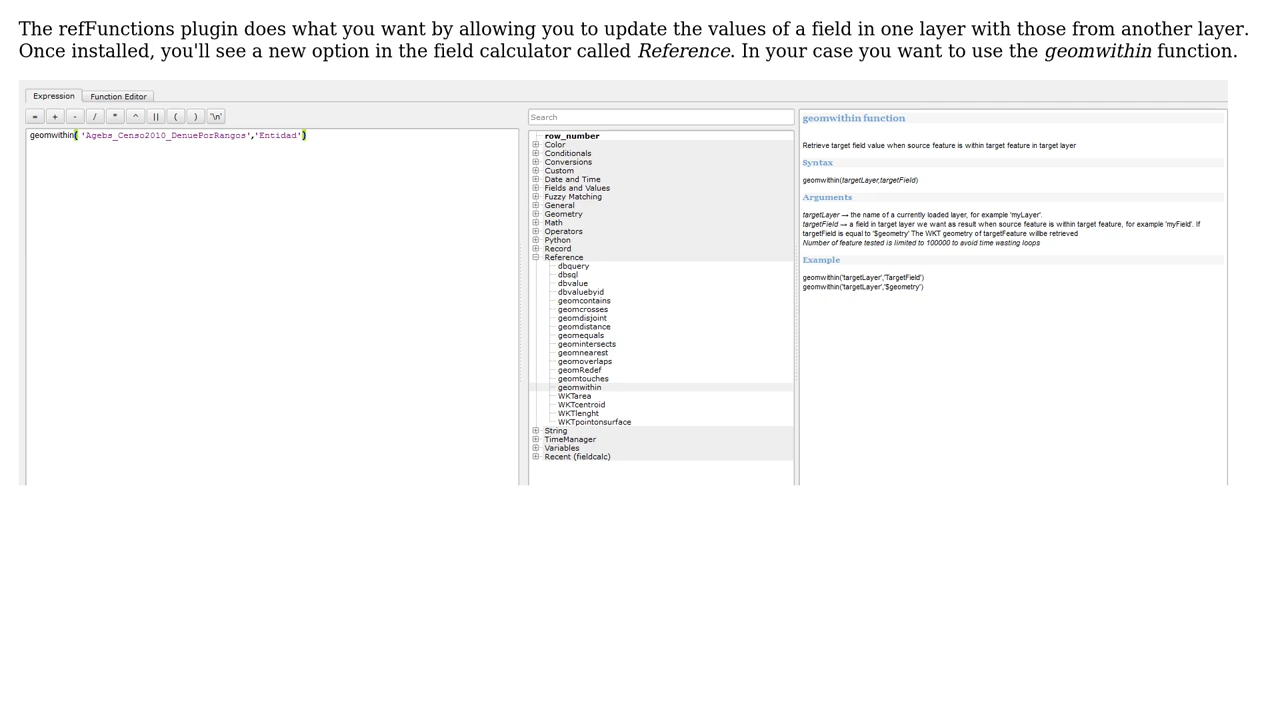 The refFunctions plugin does what you want by allowing you to update the values of a field in one layer with those from another layer.
Once installed, you'll see a new option in the field calculator called Reference. In your case you want to use the geomwithin function.
Expression
Function Editor
= + - / * ^ || ( ) '\n'
geomwithin( 'Agebs_Censo2010_DenuePorRangos','Entidad')
Search
row_number
Color
Conditionals
Conversions
Custom
Date and Time
Fields and Values
Fuzzy Matching
General
Geometry
Math
Operators
Python
Record
Reference
dbquery
dbsql
dbvalue
dbvaluebyid
geomcontains
geomcrosses
geomdisjoint
geomdistance
geomequals
geomintersects
geomnearest
geomoverlaps
geomRedef
geomtouches
geomwithin
WKTarea
WKTcentroid
WKTlenght
WKTpointonsurface
String
TimeManager
Variables
Recent (fieldcalc)
geomwithin function
Retrieve target field value when source feature is within target feature in target layer
Syntax
geomwithin(targetLayer,targetField)
Arguments
targetLayer → the name of a currently loaded layer, for example 'myLayer'.
targetField → a field in target layer we want as result when source feature is within target feature, for example 'myField'. If
targetField is equal to '$geometry' The WKT geometry of targetFeature willbe retrieved
Number of feature tested is limited to 100000 to avoid time wasting loops
Example
geomwithin('targetLayer','TargetField')
geomwithin('targetLayer','$geometry')